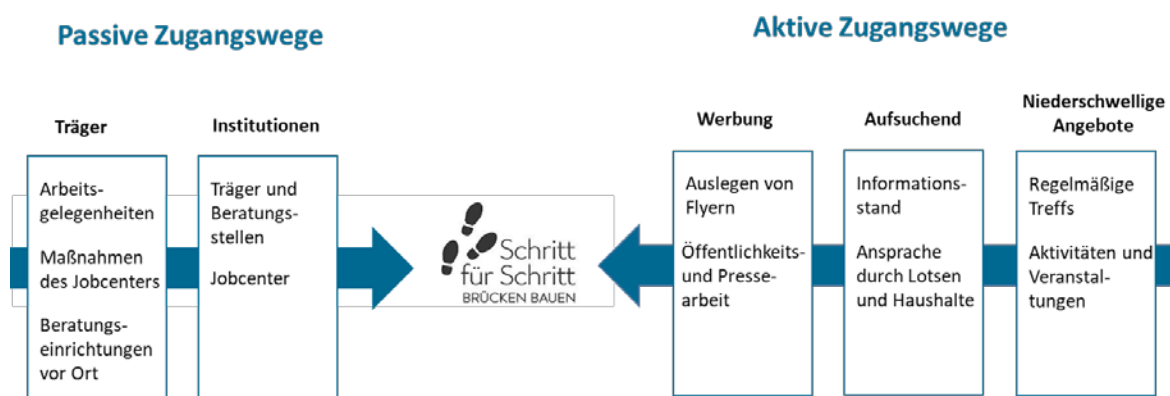 Passive Zugangswege
Aktive Zugangswege
Träger
Arbeits-
gelegenheiten
Maßnahmen
des Jobcenters
Beratungs-
einrichtungen
vor Ort
Institutionen
Träger und
Beratungs-
stellen
Jobcenter
Schritt
für Schritt
BRÜCKEN BAUEN
Werbung
Auslegen von
Flyern
Öffentlichkeits-
und Presse-
arbeit
Aufsuchend
Informations-
stand
Ansprache
durch Lotsen
und Haushalte
Niederschwellige
Angebote
Regelmäßige
Treffs
Aktivitäten und
Veranstal-
tungen